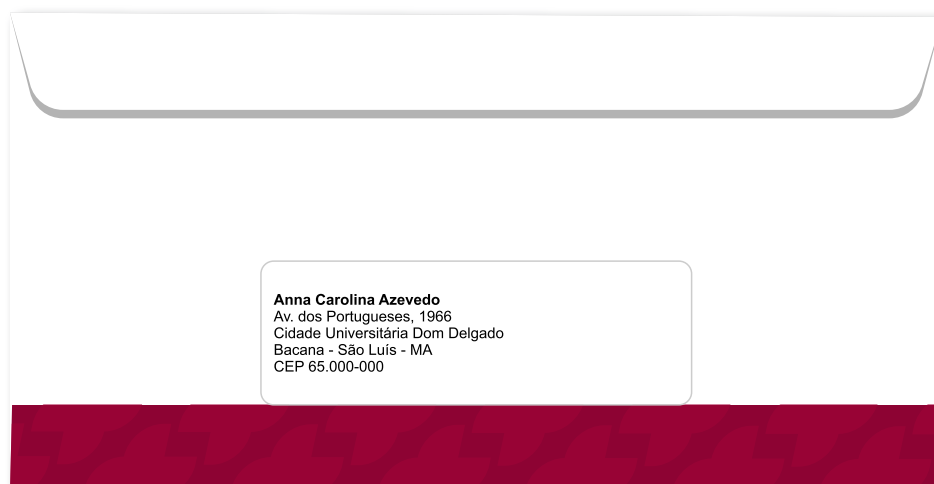 Anna Carolina Azevedo
Av. dos Portugueses, 1966
Cidade Universitária Dom Delgado
Bacana - São Luís - MA
CEP 65.000-000